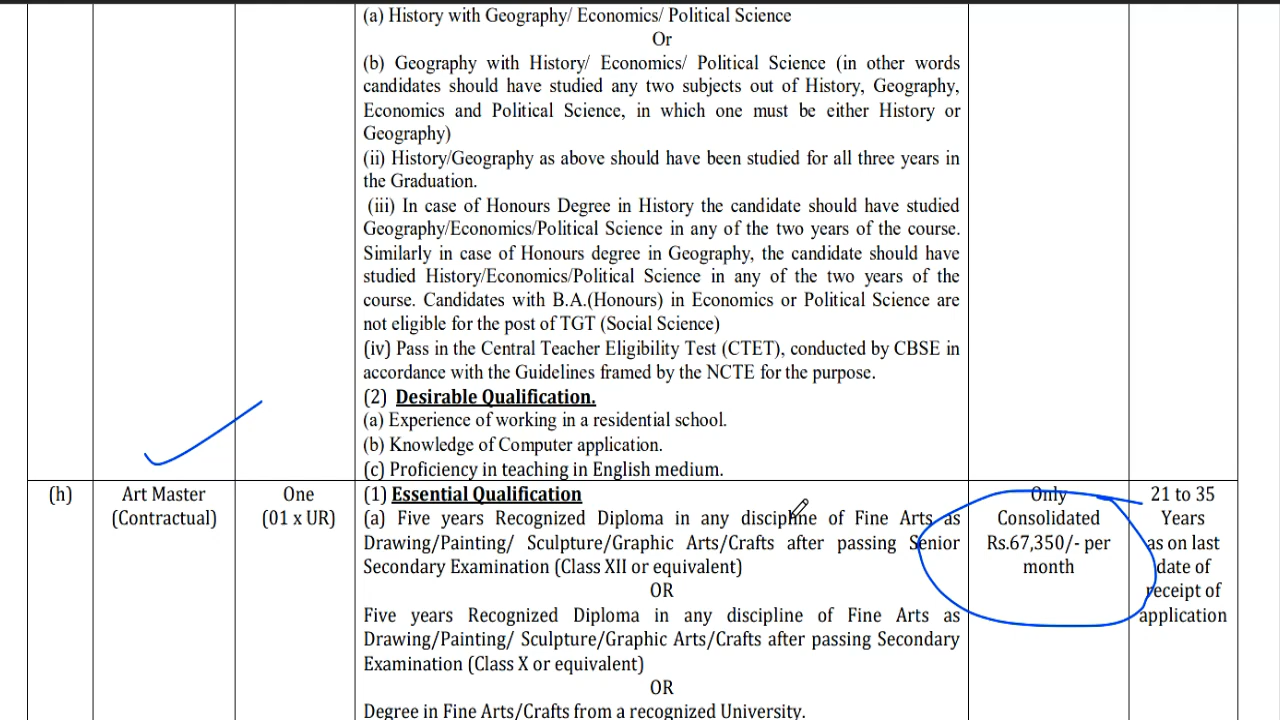 (a) History with Geography/ Economics/ Political Science
Or
(b) Geography with History/ Economics/ Political Science (in other words
candidates should have studied any two subjects out of History, Geography,
Economics and Political Science, in which one must be either History or
Geography)
(ii) History/Geography as above should have been studied for all three years in
the Graduation.
(iii) In case of Honours Degree in History the candidate should have studied
Geography/Economics/Political Science in any of the two years of the course.
Similarly in case of Honours degree in Geography, the candidate should have
studied History/Economics/Political Science in any of the two years of the
course. Candidates with B.A.(Honours) in Economics or Political Science are
not eligible for the post of TGT (Social Science)
(iv) Pass in the Central Teacher Eligibility Test (CTET), conducted by CBSE in
accordance with the Guidelines framed by the NCTE for the purpose.
(2) Desirable Qualification.
(a) Experience of working in a residential school.
(b) Knowledge of Computer application.
(c) Proficiency in teaching in English medium.
(h)
Art Master
(Contractual)
One
(01 x UR)
(1) Essential Qualification
(a) Five years Recognized Diploma in any discipline of Fine Arts as
Drawing/Painting/ Sculpture/Graphic Arts/Crafts after passing Senior
Secondary Examination (Class XII or equivalent)
OR
Five years Recognized Diploma in any discipline of Fine Arts as
Drawing/Painting/ Sculpture/Graphic Arts/Crafts after passing Secondary
Examination (Class X or equivalent)
OR
Degree in Fine Arts/Crafts from a recognized University.
Only
Consolidated
Rs.67,350/- per
month
21 to 35
Years
as on last
date of
receipt of
application